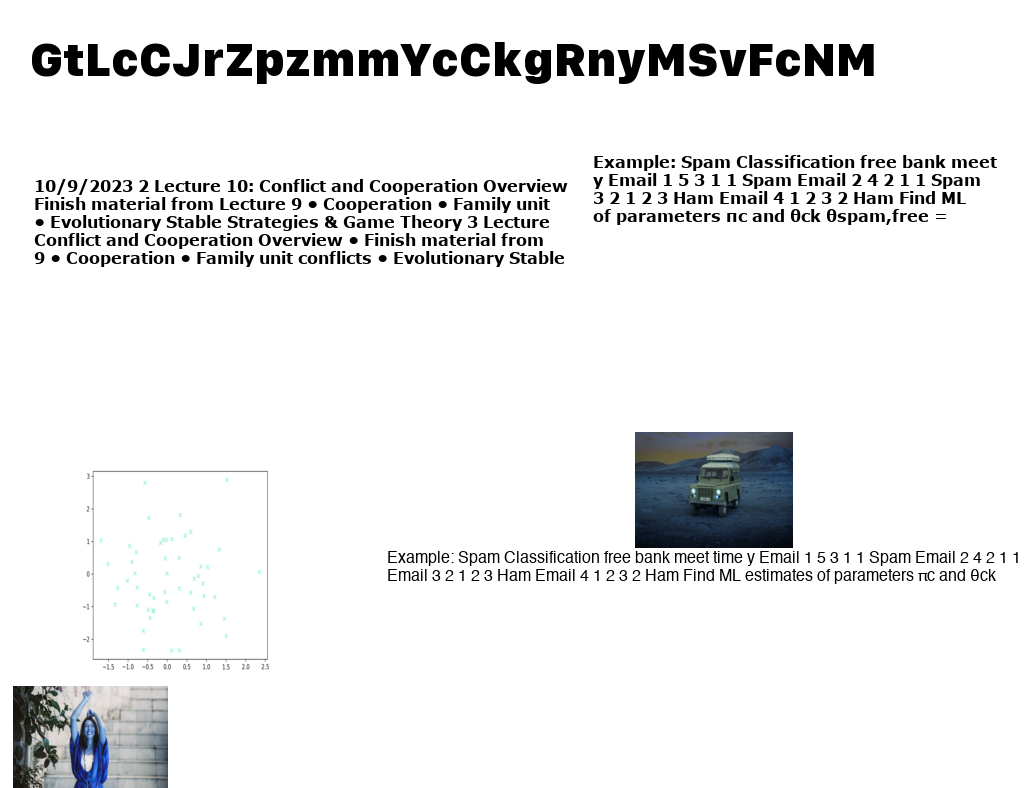 GtLcCJrZpzmmYcCkgRnyMSvFcNM
10/9/2023 2 Lecture 10: Conflict and Cooperation Overview
Finish material from Lecture 9 ● Cooperation ● Family unit
● Evolutionary Stable Strategies & Game Theory 3 Lecture
Conflict and Cooperation Overview ● Finish material from
9 ● Cooperation ● Family unit conflicts ● Evolutionary Stable
Example: Spam Classification free bank meet
y Email 1 5 3 1 1 Spam Email 2 4 2 1 1 Spam
3 2 1 2 3 Ham Email 4 1 2 3 2 Ham Find ML
of parameters πc and θck θspam,free =
Example: Spam Classification free bank meet time y Email 1 5 3 1 1 Spam Email 2 4 2 1 1
Email 3 2 1 2 3 Ham Email 4 1 2 3 2 Ham Find ML estimates of parameters πc and θck
3
2
1
0
−1
−2
−1.5 −1.0 −0.5 0.0 0.5 1.0 1.5 2.0 2.5